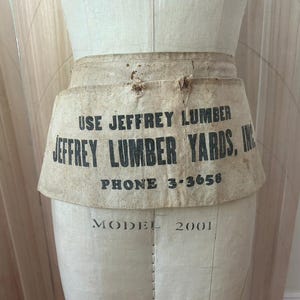 USE JEFFREY LUMBER
JEFFREY LUMBER YARDS, INC
PHONE 3-3658
MODEL 2001